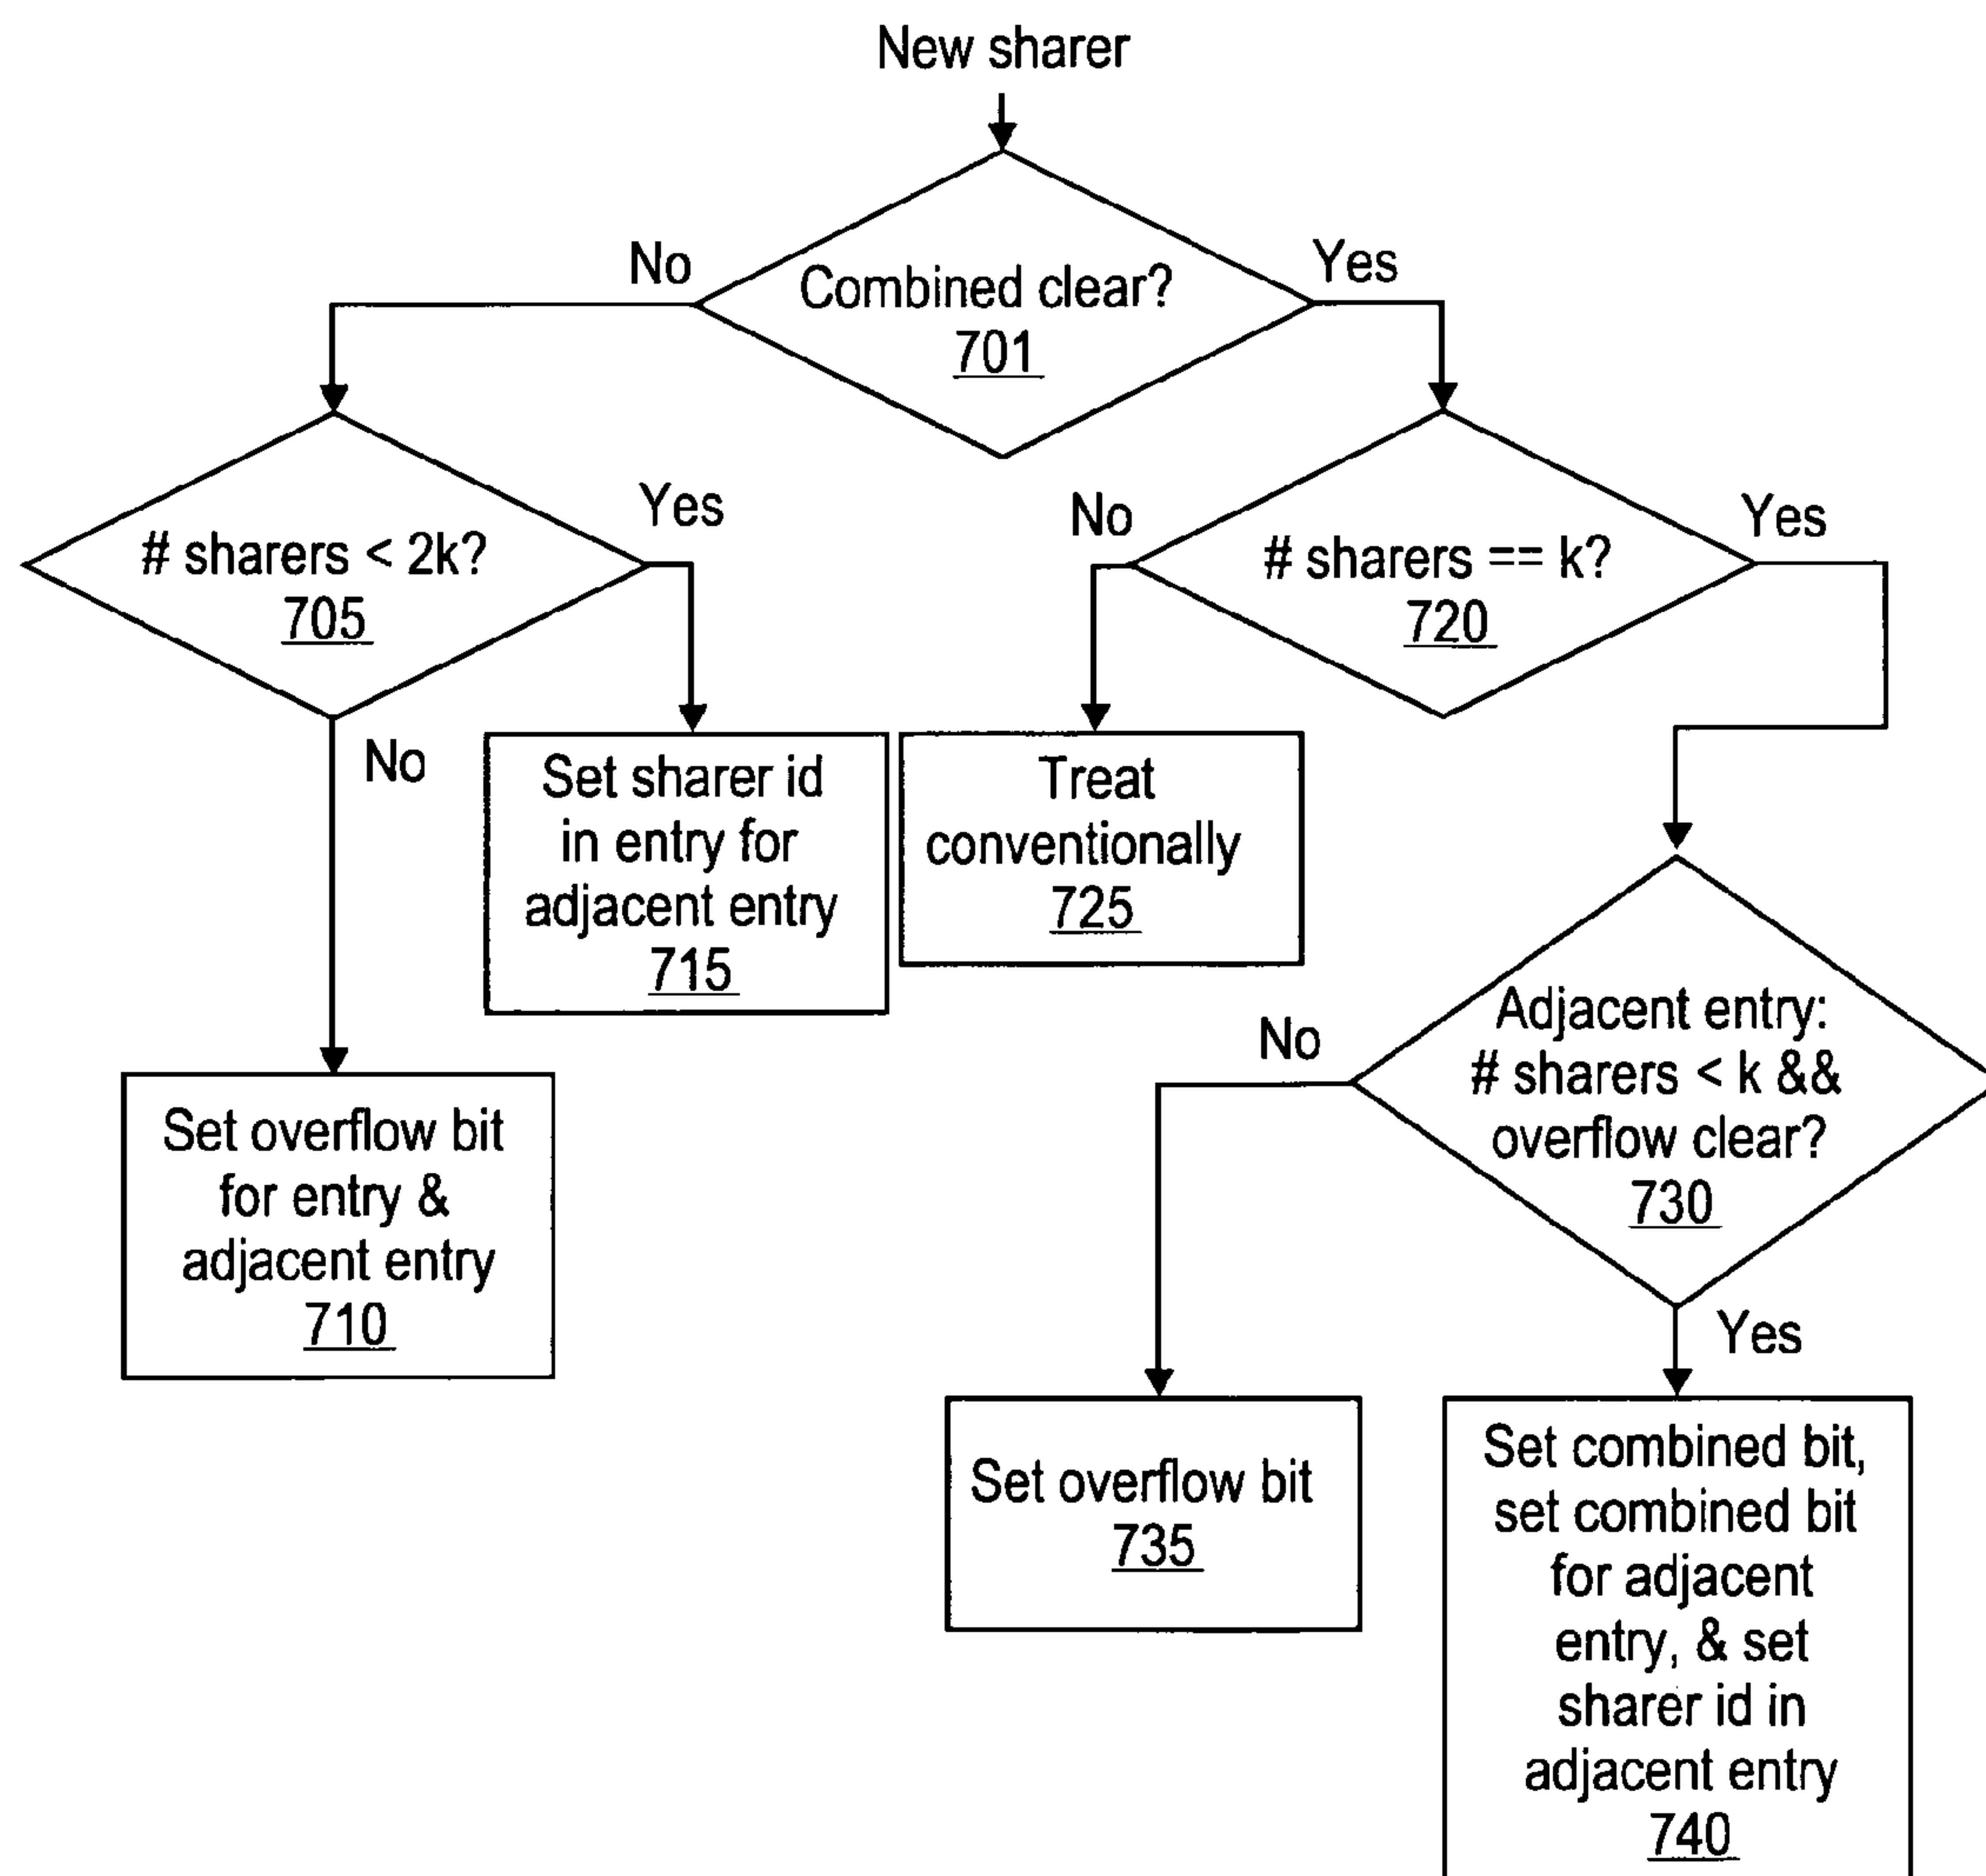 New sharer
No
Yes
Combined clear?
701
Yes
No
Yes
# sharers < 2k?
705
# sharers == k?
720
No
Set sharer id
in entry for
adjacent entry
715
Treat
conventionally
725
No
Adjacent entry:
# sharers < k &&
overflow clear?
730
Set overflow bit
for entry &
adjacent entry
710
Yes
Set overflow bit
735
Set combined bit,
set combined bit
for adjacent
entry, & set
sharer id in
adjacent entry
740